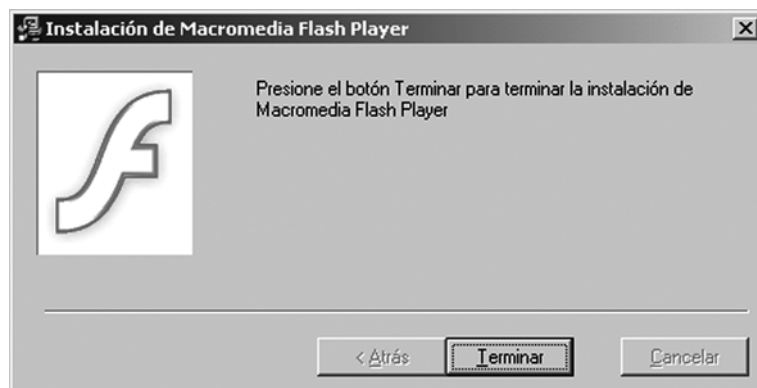 Instalación de Macromedia Flash Player
Presione el botón Terminar para terminar la instalación de
Macromedia Flash Player
< Atrás
Terminar
Cancelar